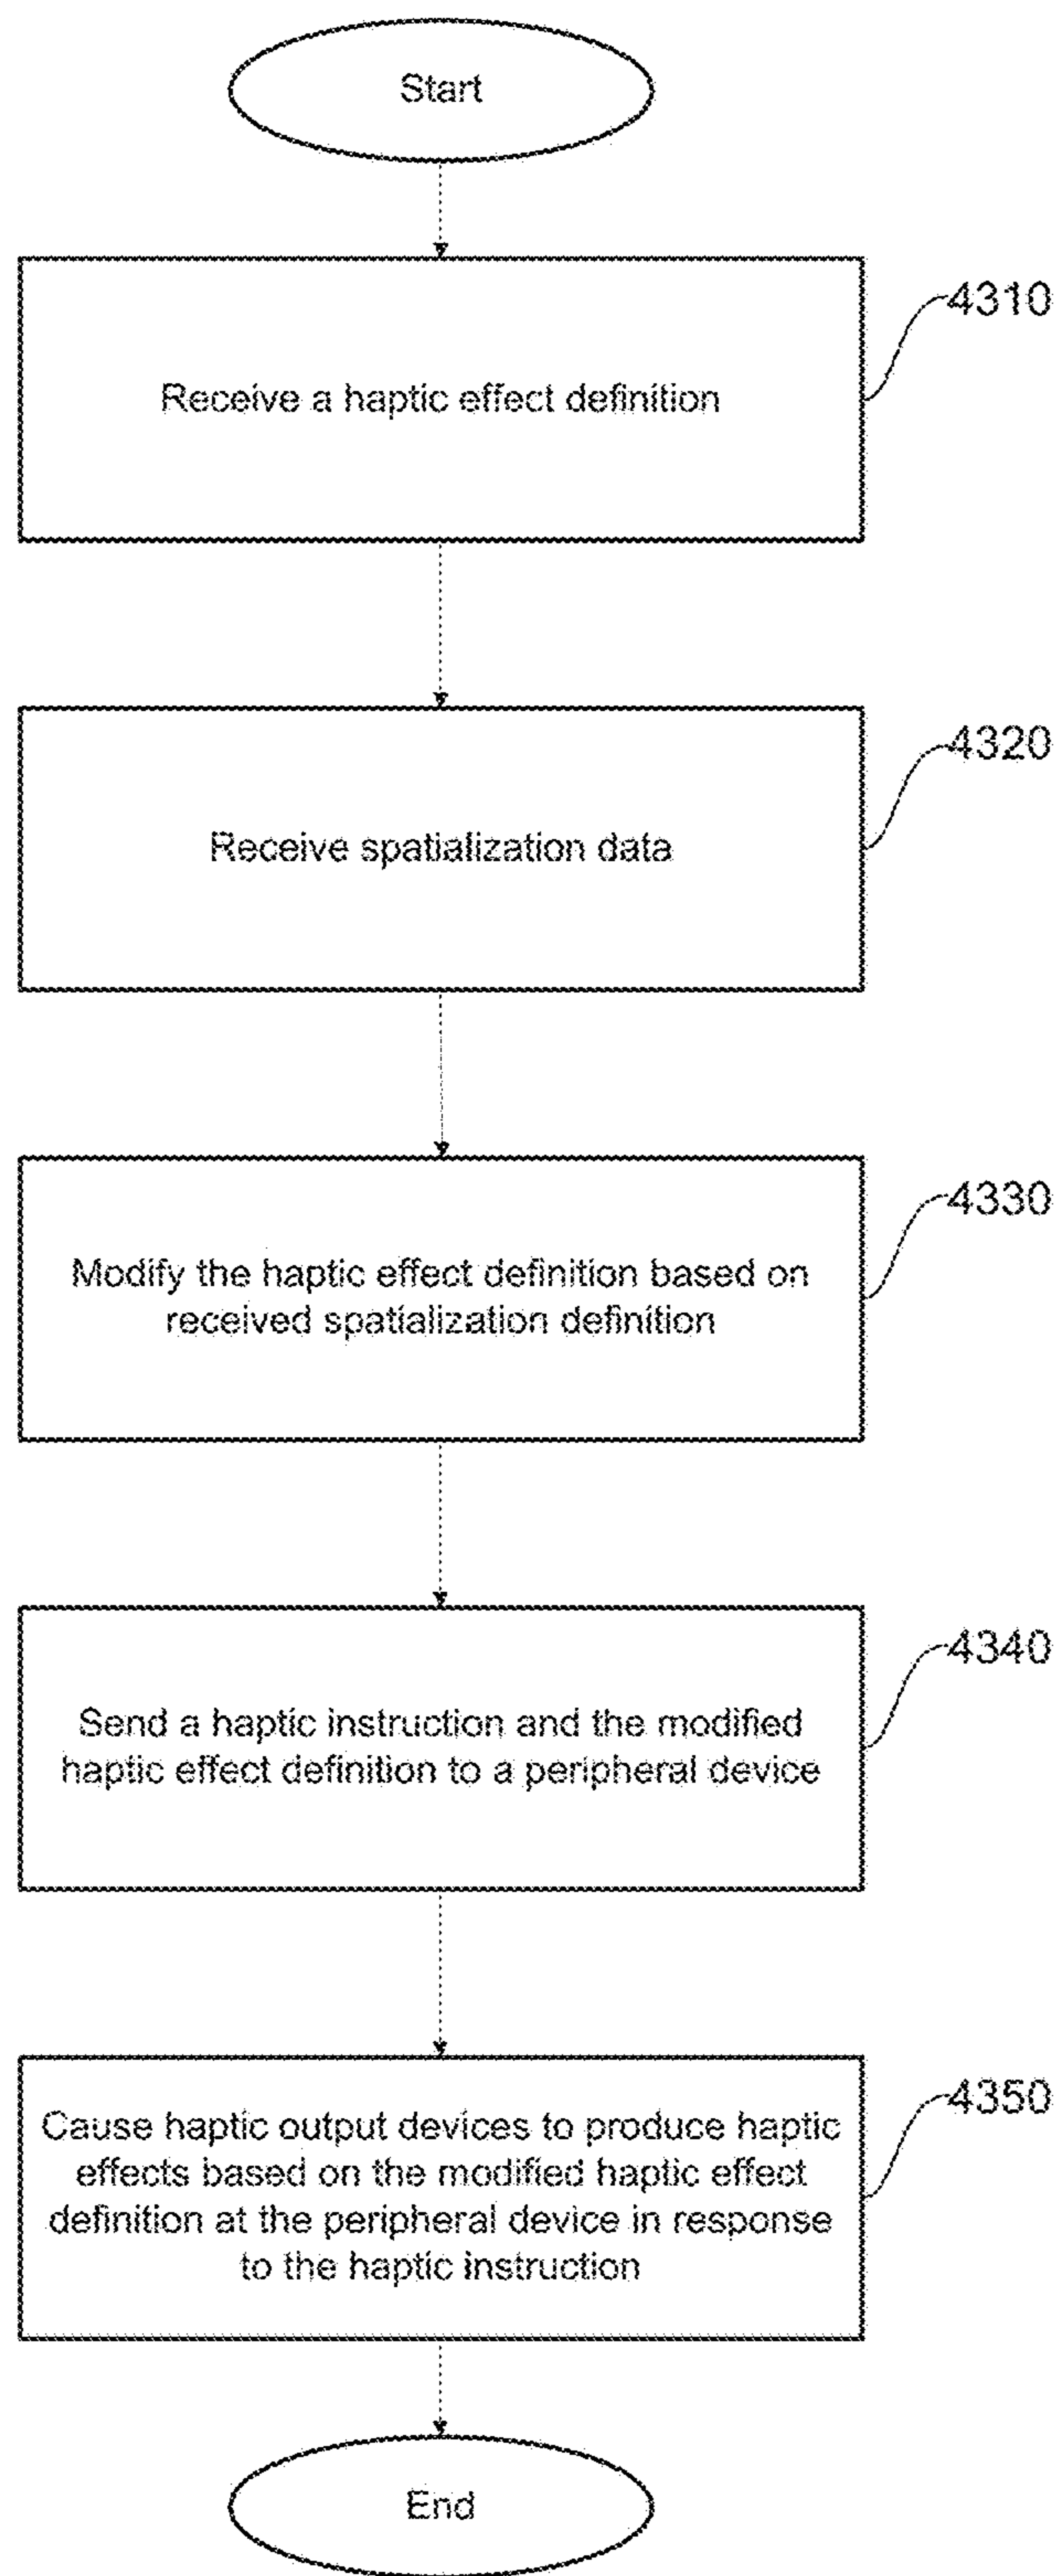 Start
4310
Receive a haptic effect definition
4320
Receive spatialization data
4330
Modify the haptic effect definition based on
received spatialization definition
4340
Send a haptic instruction and the modified
haptic effect definition to a peripheral device
4350
Cause haptic output devices to produce haptic
effects based on the modified haptic effect
definition at the peripheral device in response
to the haptic instruction
End